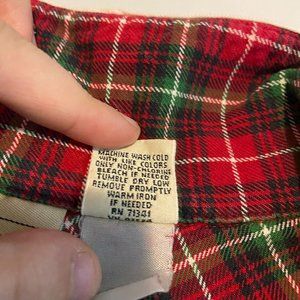 MACHINE WASH COLD
WITH LIKE COLORS
ONLY NON-CHLORINE
BLEACH IF NEEDED
TUMBLE DRY LOW
REMOVE PROMPTLY
WARM IRON
IF NEEDED
RN 71341